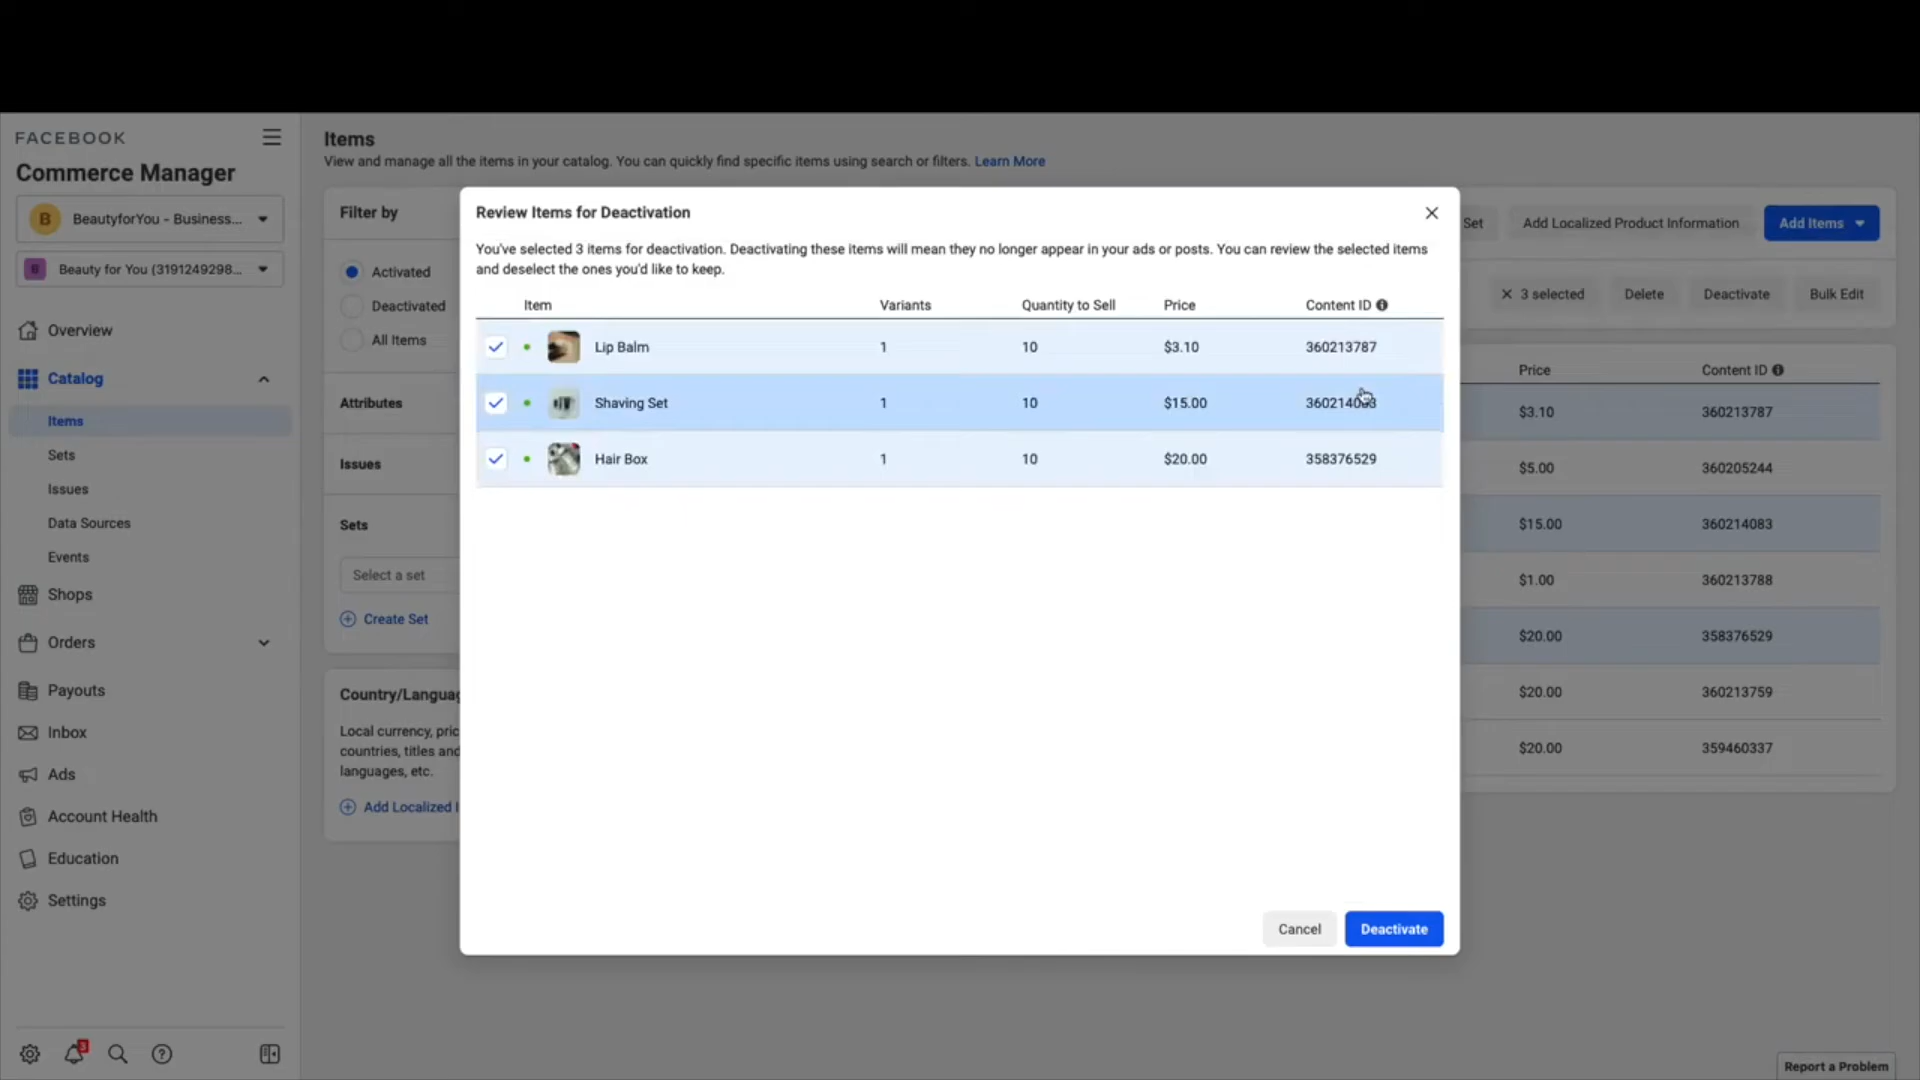 FACEBOOK
Commerce Manager
B BeautyforYou - Business...
B Beauty for You (3191249298...
Overview
Catalog
Items
Sets
Issues
Data Sources
Events
Shops
Orders
Payouts
Inbox
Ads
Account Health
Education
Settings
3
Items
View and manage all the items in your catalog. You can quickly find specific items using search or filters. Learn More
Filter by
Activated
Deactivated
All Items
Attributes
Issues
Sets
Select a set
Create Set
Country/Languag
Local currency, pric
countries, titles and
languages, etc.
Add Localized I
Review Items for Deactivation
You've selected 3 items for deactivation. Deactivating these items will mean they no longer appear in your ads or posts. You can review the selected items
and deselect the ones you'd like to keep.
Item Variants Quantity to Sell Price Content ID
Lip Balm 1 10 $3.10 360213787
Shaving Set 1 10 $15.00 360214083
Hair Box 1 10 $20.00 358376529
Cancel Deactivate
Set Add Localized Product Information Add Items
3 selected Delete Deactivate Bulk Edit
Price Content ID
$3.10 360213787
$5.00 360205244
$15.00 360214083
$1.00 360213788
$20.00 358376529
$20.00 360213759
$20.00 359460337
Report a Problem